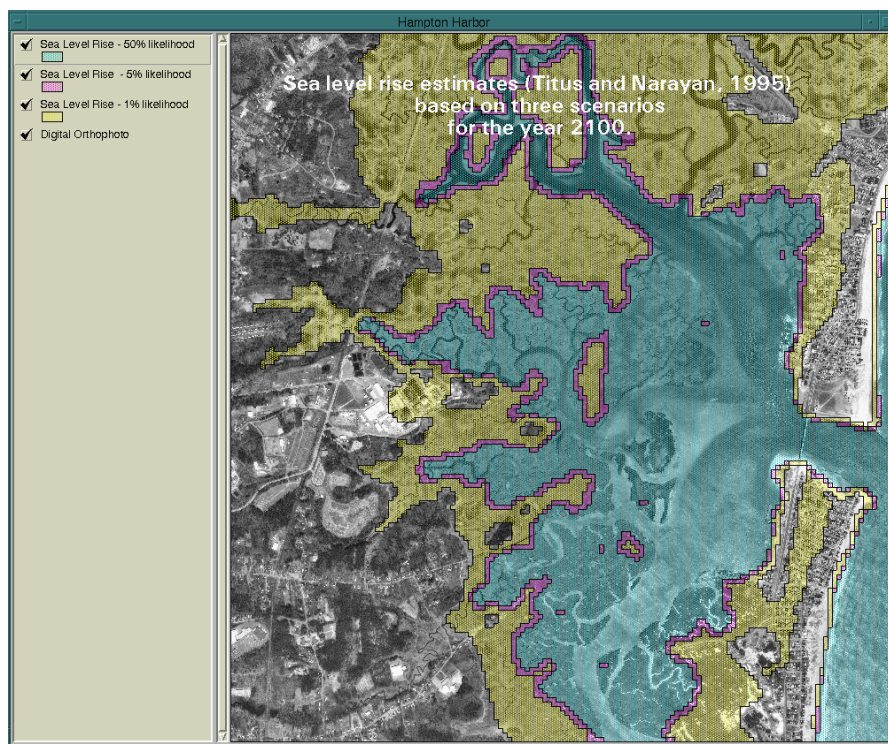 Hampton Harbor
Sea Level Rise - 50% likelihood
Sea Level Rise - 5% likelihood
Sea Level Rise - 1% likelihood
Digital Orthophoto
Sea level rise estimates (Titus and Narayan, 1995)
based on three scenarios
for the year 2100.